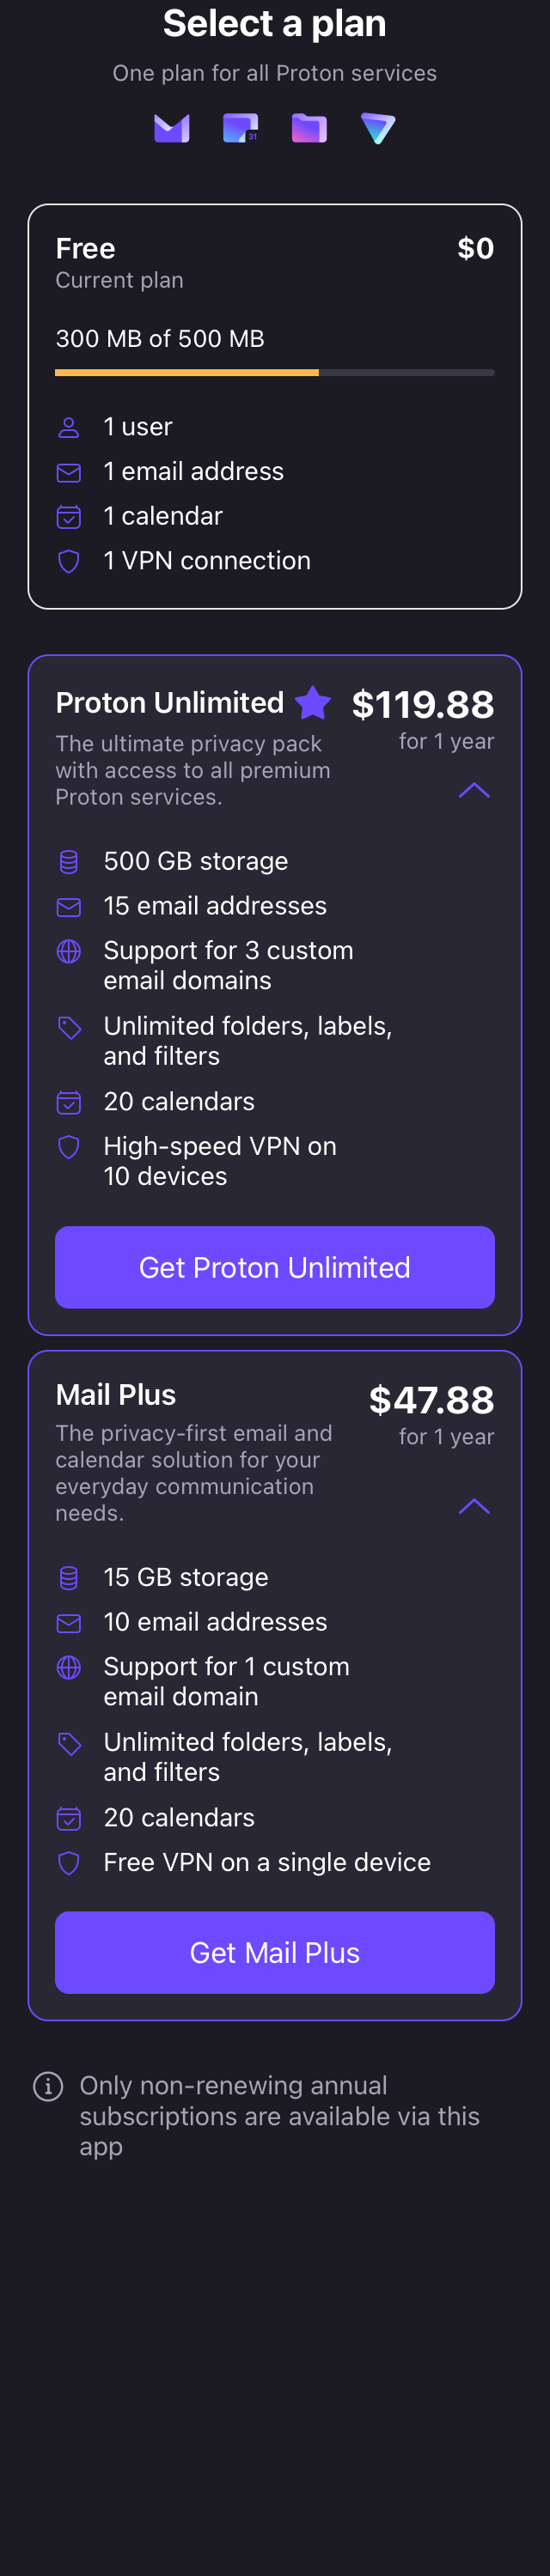 Select a plan
One plan for all Proton services
31
Free
$0
Current plan
300 MB of 500 MB
1 user
1 email address
1 calendar
1 VPN connection
Proton Unlimited
$119.88
for 1 year
The ultimate privacy pack
with access to all premium
Proton services.
500 GB storage
15 email addresses
Support for 3 custom
email domains
Unlimited folders, labels,
and filters
20 calendars
High-speed VPN on
10 devices
Get Proton Unlimited
Mail Plus
$47.88
for 1 year
The privacy-first email and
calendar solution for your
everyday communication
needs.
15 GB storage
10 email addresses
Support for 1 custom
email domain
Unlimited folders, labels,
and filters
20 calendars
Free VPN on a single device
Get Mail Plus
Only non-renewing annual
subscriptions are available via this
app